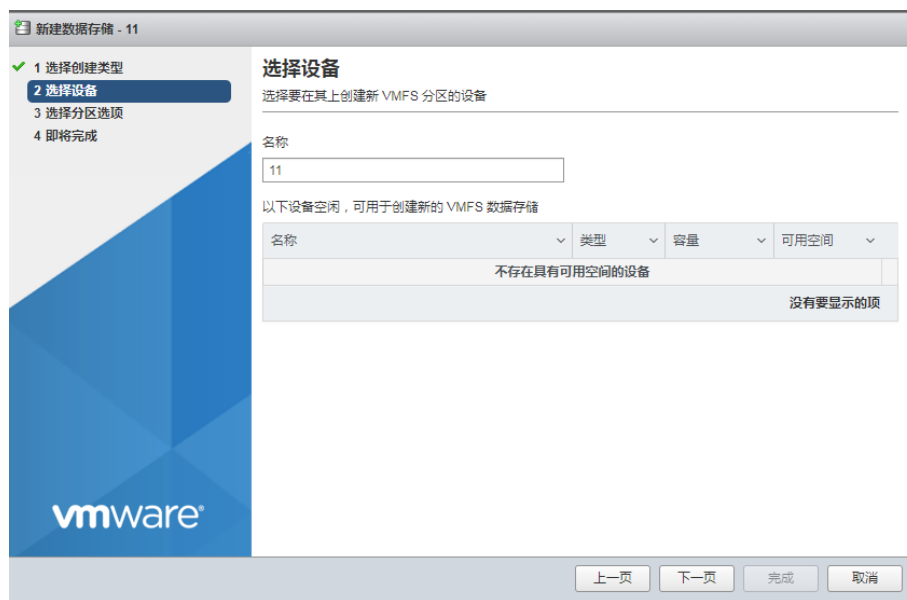 新建数据存储 - 11
1 选择创建类型
2 选择设备
3 选择分区选项
4 即将完成
选择设备
选择要在其上创建新 VMFS 分区的设备
名称
11
以下设备空闲，可用于创建新的 VMFS 数据存储
名称 类型 容量 可用空间
不存在具有可用空间的设备
没有要显示的项
vmware®
上一页 下一页 完成 取消